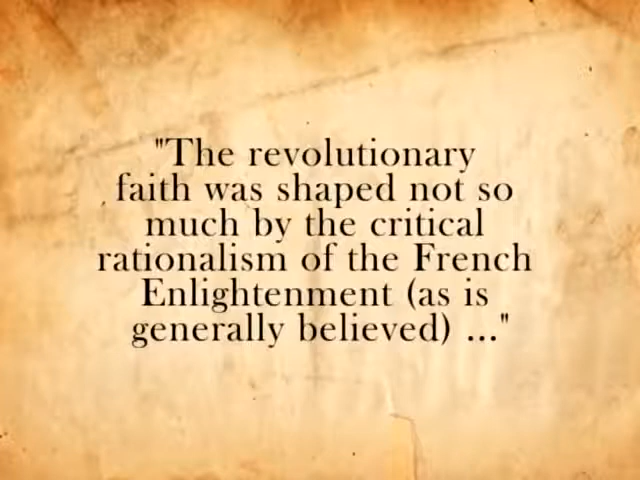 "The revolutionary
faith was shaped not so
much by the critical
rationalism of the French
Enlightenment (as is
generally believed) ..."